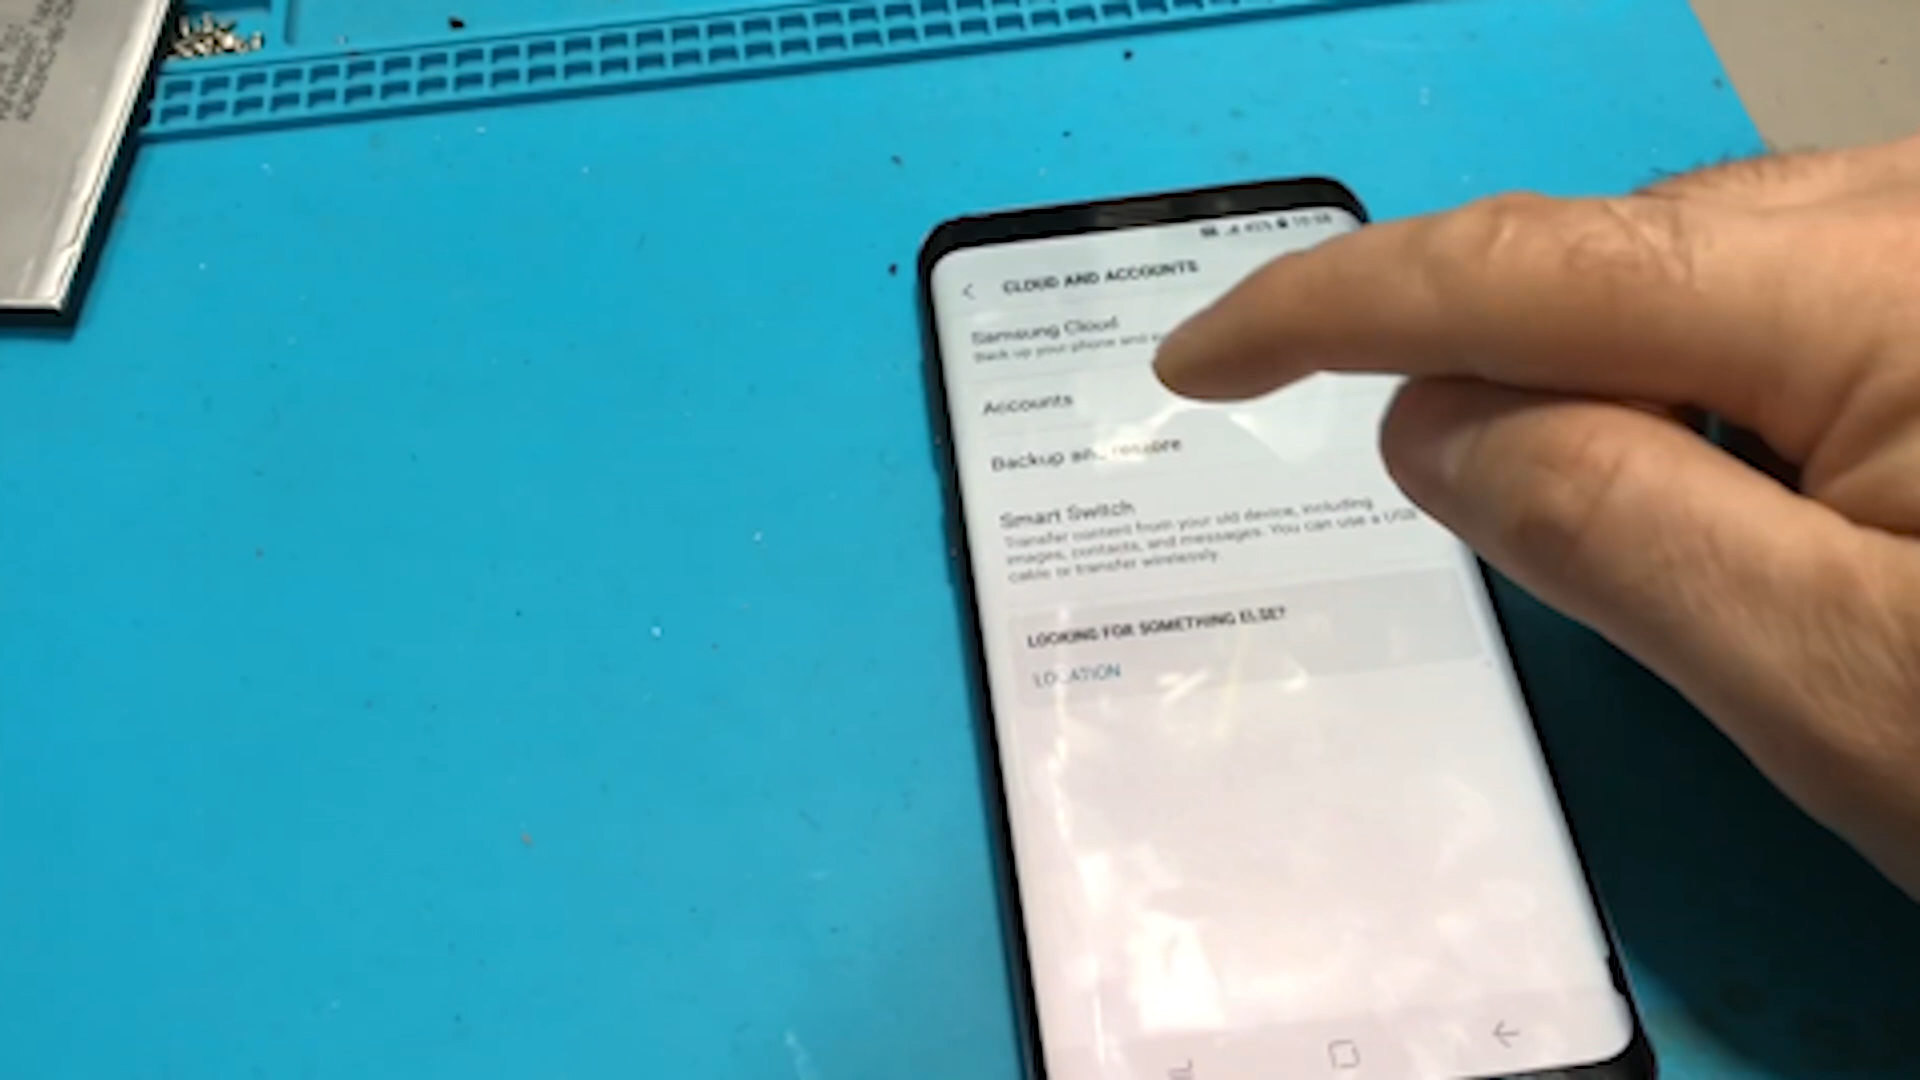 CLOUD AND ACCOUNTS
Samsung Cloud
Back up your phone and
Accounts
Backup and restore
Smart Switch
Transfer content from your old device, including
images, contacts, and messages. You can use a USB
cable or transfer wirelessly.
LOOKING FOR SOMETHING ELSE?
LOCATION